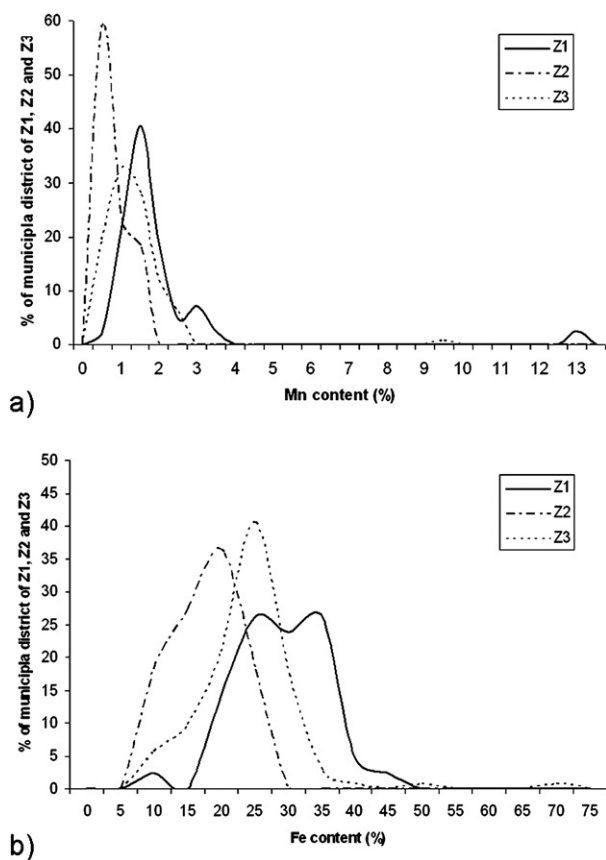 60
50
40
30
20
10
0
% of municipla district of Z1, Z2 and Z3
Z1
Z2
Z3
0 1 2 3 4 5 6 7 8 9 10 11 12 13
Mn content (%)
a)
50
45
40
35
30
25
20
15
10
5
0
% of municipla district of Z1, Z2 and Z3
Z1
Z2
Z3
0 5 10 15 20 25 30 35 40 45 50 55 60 65 70 75
Fe content (%)
b)